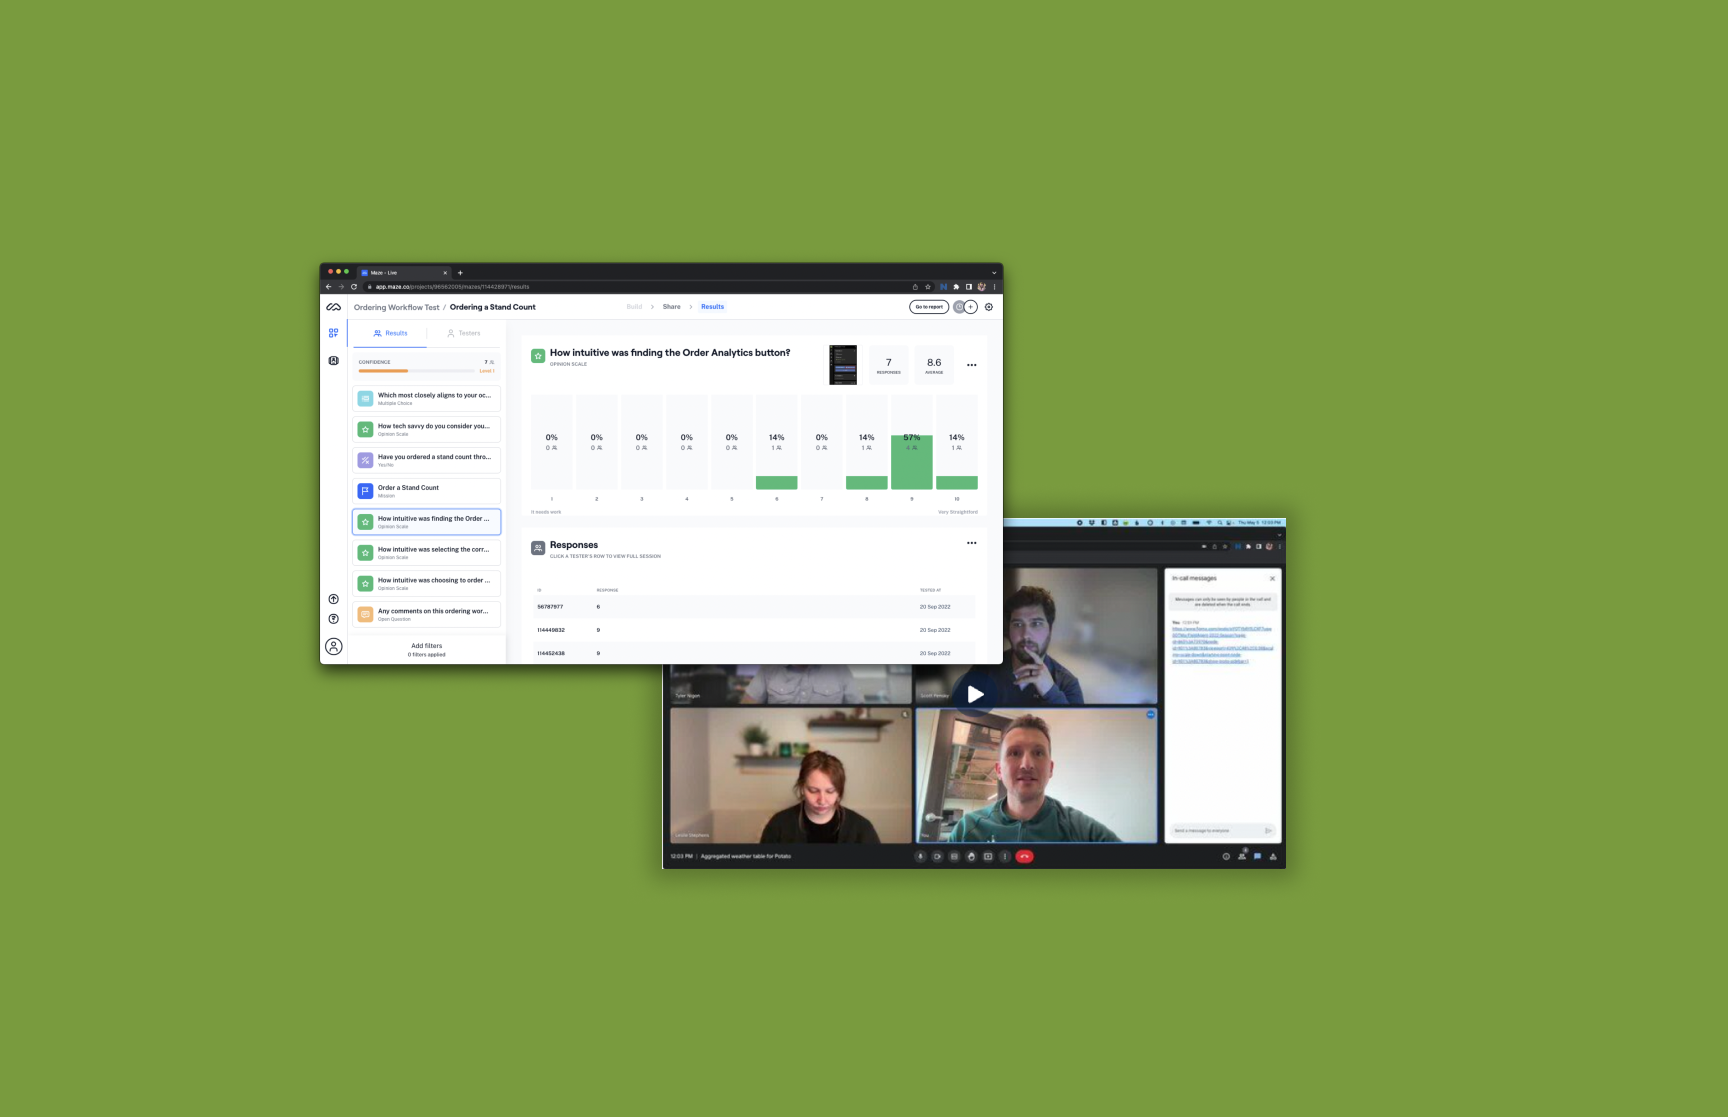 Maze – Live
app.maze.co/projects/96562005/mazes/114428971/results
Ordering Workflow Test / Ordering a Stand Count
Build
Share
Results
Go to report
Results
Testers
CONFIDENCE
7
Level 1
Which most closely aligns to your oc...
Multiple Choice
How tech savvy do you consider you...
Opinion Scale
Have you ordered a stand count thro...
Yes/No
Order a Stand Count
Mission
How intuitive was finding the Order ...
Opinion Scale
How intuitive was selecting the corr...
Opinion Scale
How intuitive was choosing to order ...
Opinion Scale
Any comments on this ordering wor...
Open Question
Add filters
0 filters applied
How intuitive was finding the Order Analytics button?
OPINION SCALE
7
RESPONSES
8.6
AVERAGE
0% 0% 0% 0% 0% 14% 0% 14% 57% 14%
0 0 0 0 0 1 0 1 4 1
1 2 3 4 5 6 7 8 9 10
It needs work
Very Straightford
Responses
CLICK A TESTER'S ROW TO VIEW FULL SESSION
ID RESPONSE TESTED AT
56787977 6 20 Sep 2022
114449832 9 20 Sep 2022
114452438 9 20 Sep 2022
Thu May 5 12:03 PM
In-call messages
Messages can only be seen by people in the call and
are deleted when the call ends.
You 12:04 PM
Send a message to everyone
You
12:03 PM | Aggregated weather table for Potato